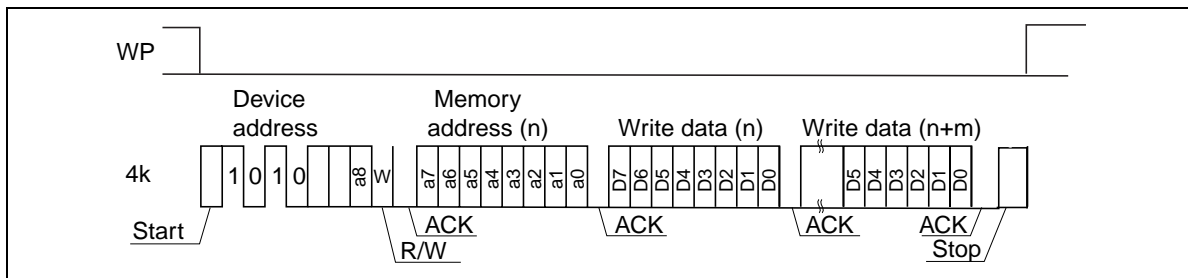 WP
Device address
Memory address (n)
Write data (n)
Write data (n+m)
4k
1 0 1 0 a8 W
a7 a6 a5 a4 a3 a2 a1 a0
D7 D6 D5 D4 D3 D2 D1 D0
D5 D4 D3 D2 D1 D0
Start
R/W
ACK
ACK
ACK
ACK
Stop